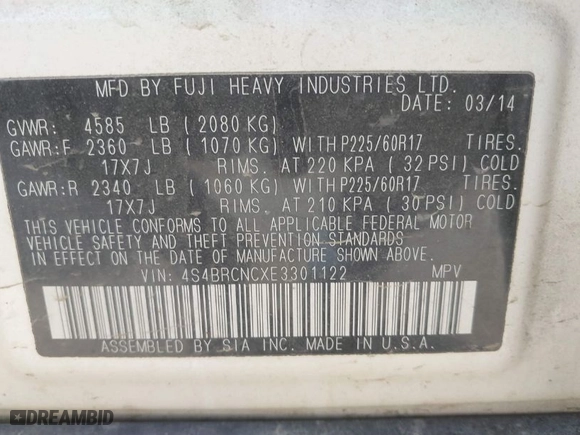 MFD BY FUJI HEAVY INDUSTRIES LTD.
DATE: 03/14
GVWR: 4585 LB ( 2080 KG)
GAWR:F 2360 LB ( 1070 KG) WITH P225/60R17 TIRES.
17X7J RIMS. AT 220 KPA ( 32 PSI) COLD
GAWR:R 2340 LB ( 1060 KG) WITH P225/60R17 TIRES.
17X7J RIMS. AT 210 KPA ( 30 PSI) COLD
THIS VEHICLE CONFORMS TO ALL APPLICABLE FEDERAL MOTOR
VEHICLE SAFETY AND THEFT PREVENTION STANDARDS
IN EFFECT ON THE DATE OF MANUFACTURE SHOWN ABOVE.
VIN: 4S4BRCNCXE3301122 MPV
ASSEMBLED BY SIA INC. MADE IN U.S.A.
DREAMBID